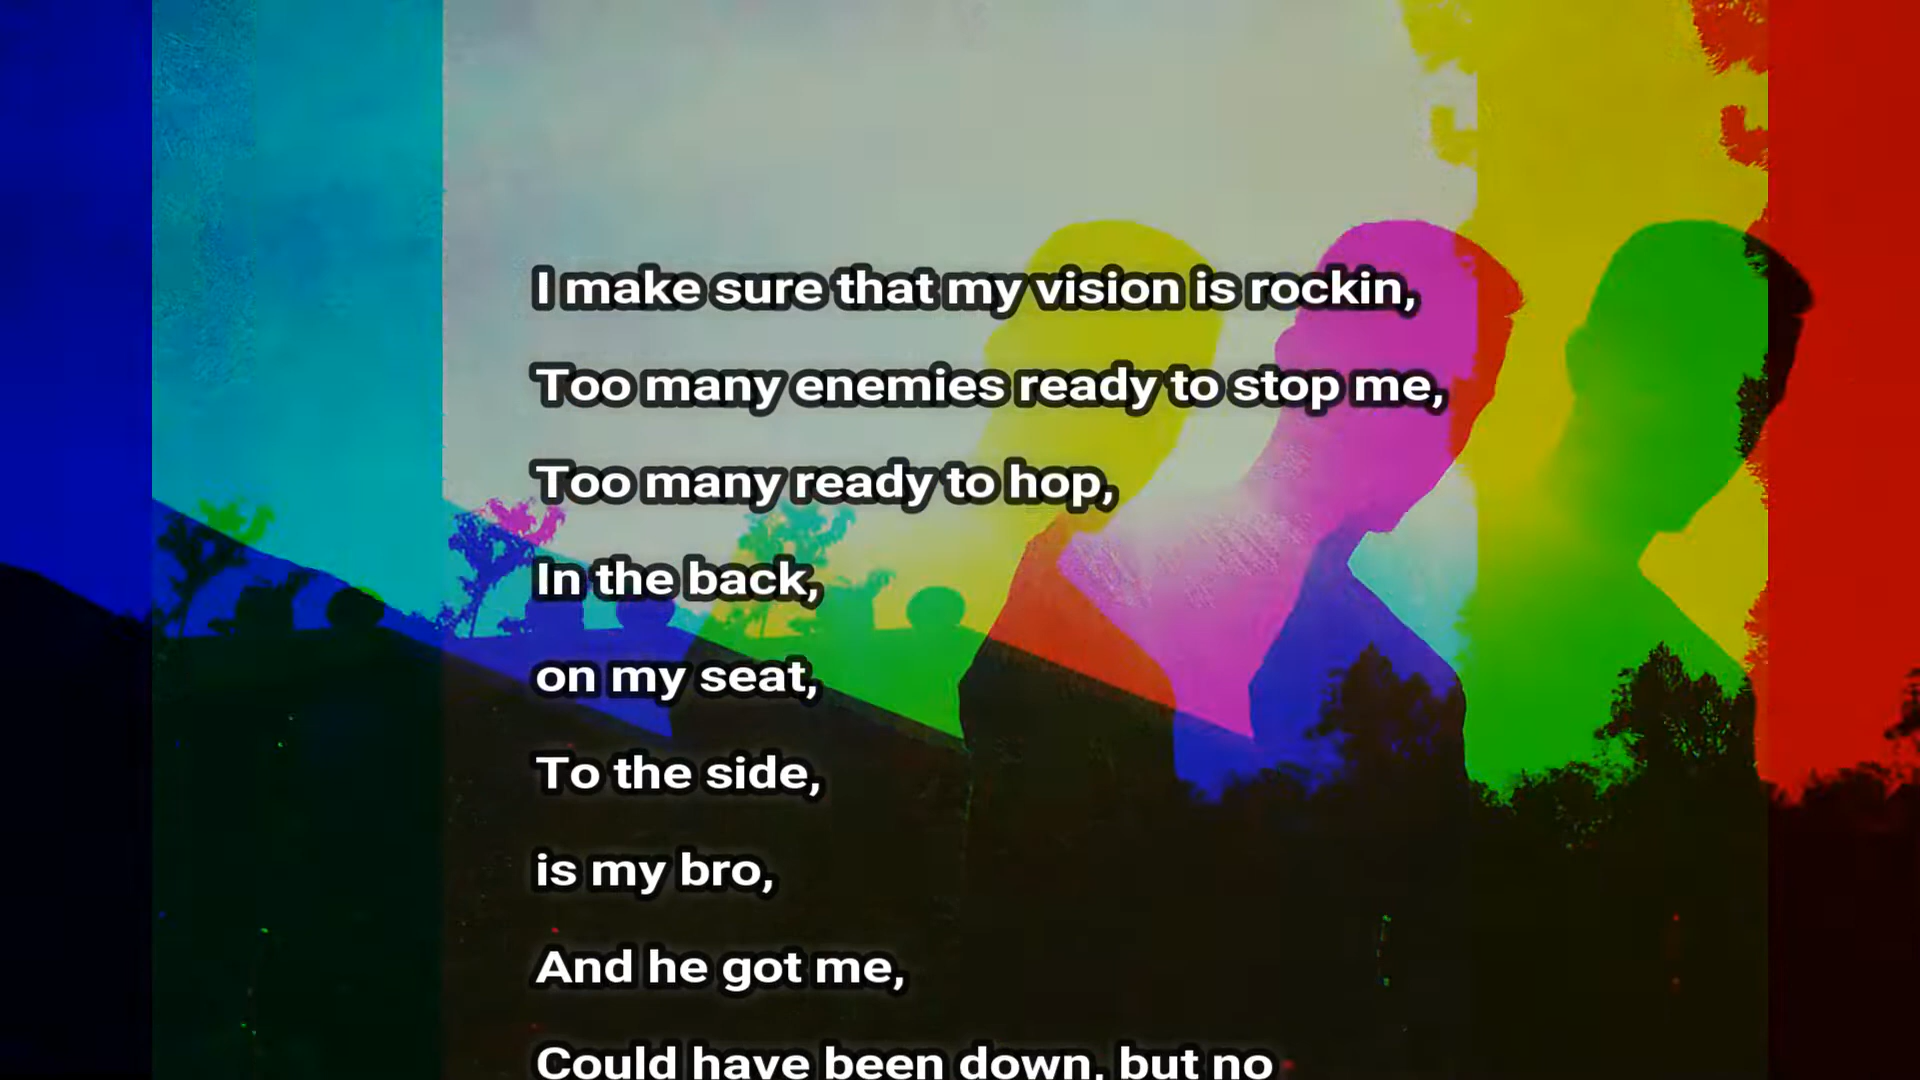 I make sure that my vision is rockin,
Too many enemies ready to stop me,
Too many ready to hop,
In the back,
on my seat,
To the side,
is my bro,
And he got me,
Could have been down, but no